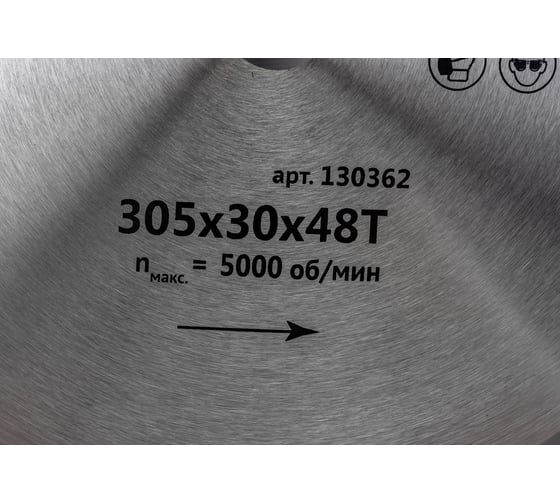 арт. 130362
305x30x48T
nмакс. = 5000 об/мин